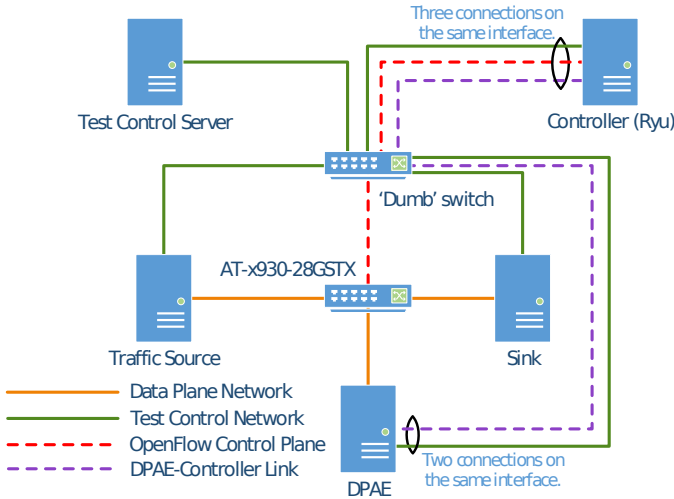 Three connections on
the same interface.
Test Control Server
Controller (Ryu)
‘Dumb’ switch
AT-x930-28GSTX
Traffic Source
Sink
Data Plane Network
Test Control Network
OpenFlow Control Plane
DPAE-Controller Link
Two connections on
the same interface.
DPAE